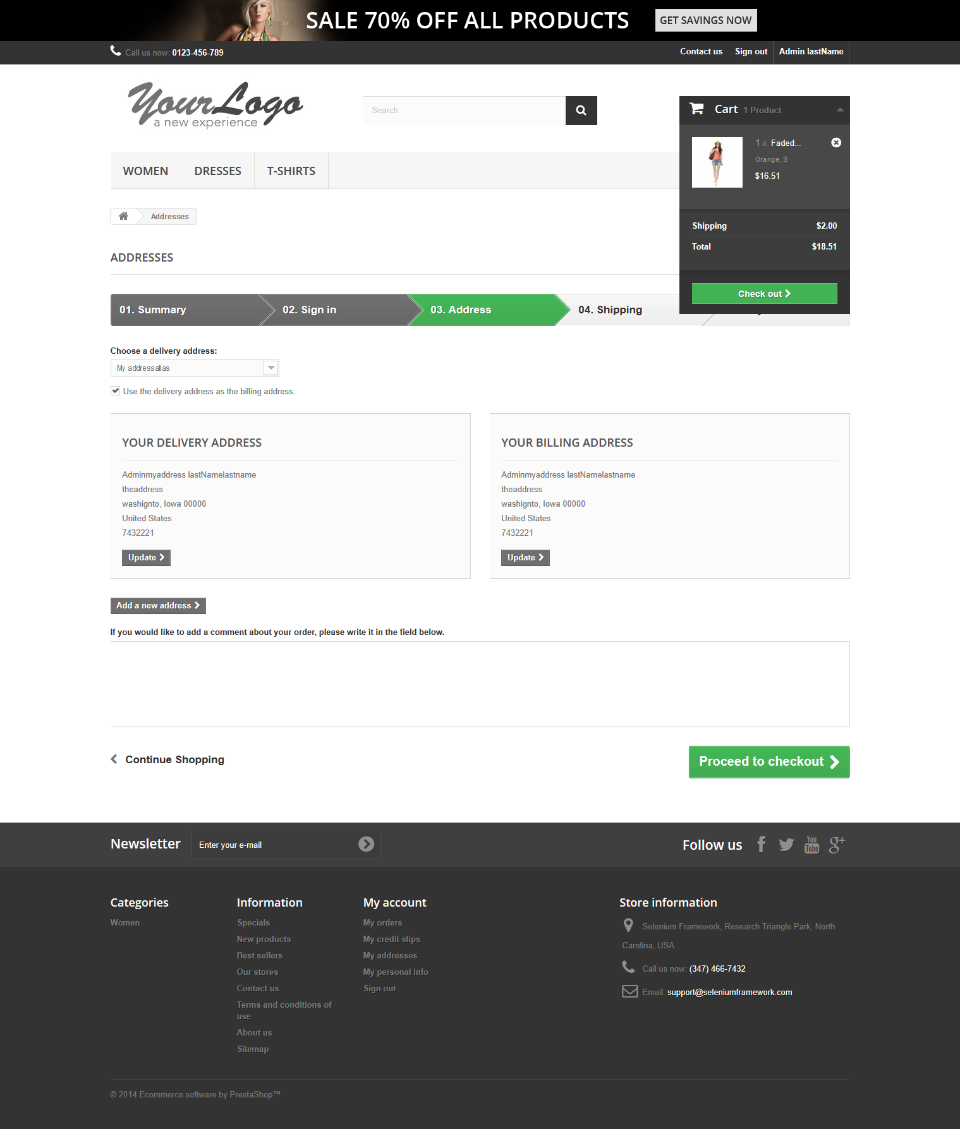 SALE 70% OFF ALL PRODUCTS GET SAVINGS NOW
Call us now: 0123-456-789
Contact us Sign out Admin lastName
YourLogo
a new experience
Search
Cart 1 Product
1 x Faded...
Orange, S
$16.51
Shipping $2.00
Total $18.51
Check out
WOMEN DRESSES T-SHIRTS
Addresses
ADDRESSES
01. Summary 02. Sign in 03. Address 04. Shipping
Choose a delivery address:
My addressalias
Use the delivery address as the billing address.
YOUR DELIVERY ADDRESS
Adminmyaddress lastNamelastname
theaddress
washignto, Iowa 00000
United States
7432221
Update
YOUR BILLING ADDRESS
Adminmyaddress lastNamelastname
theaddress
washignto, Iowa 00000
United States
7432221
Update
Add a new address
If you would like to add a comment about your order, please write it in the field below.
Continue Shopping
Proceed to checkout
Newsletter Enter your e-mail
Follow us
You
Tube
g+
Categories
Women
Information
Specials
New products
Best sellers
Our stores
Contact us
Terms and conditions of
use
About us
Sitemap
My account
My orders
My credit slips
My addresses
My personal info
Sign out
Store information
Selenium Framework, Research Triangle Park, North
Carolina, USA
Call us now: (347) 466-7432
Email: support@seleniumframework.com
© 2014 Ecommerce software by PrestaShop™